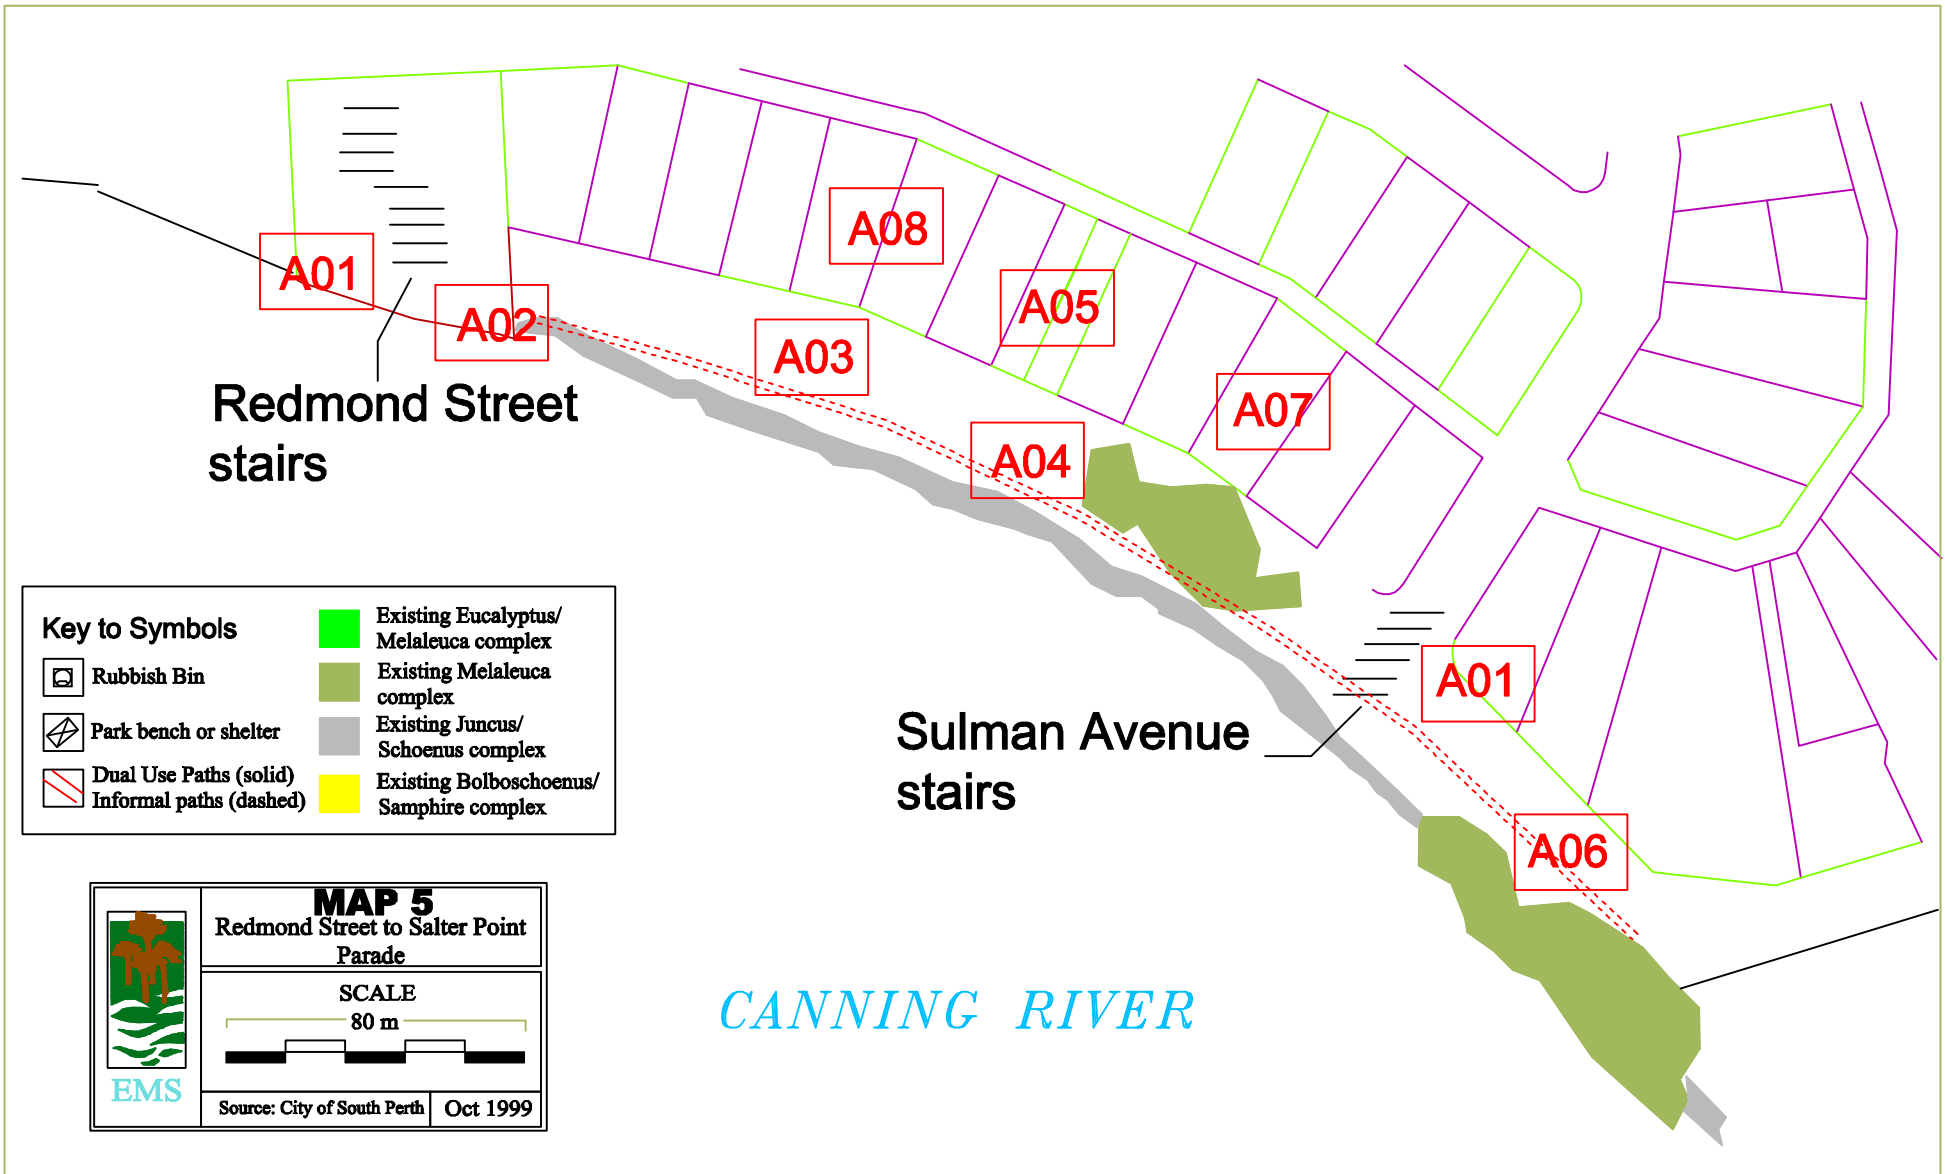 A01
A02
A03
A08
A05
A04
A07
Redmond Street
stairs
Sulman Avenue
stairs
A01
A06
Key to Symbols
Rubbish Bin
Park bench or shelter
Dual Use Paths (solid)
Informal paths (dashed)
Existing Eucalyptus/
Melaleuca complex
Existing Melaleuca
complex
Existing Juncus/
Schoenus complex
Existing Bolboschoenus/
Samphire complex
MAP 5
Redmond Street to Salter Point
Parade
SCALE
80 m
EMS
Source: City of South Perth
Oct 1999
CANNING RIVER